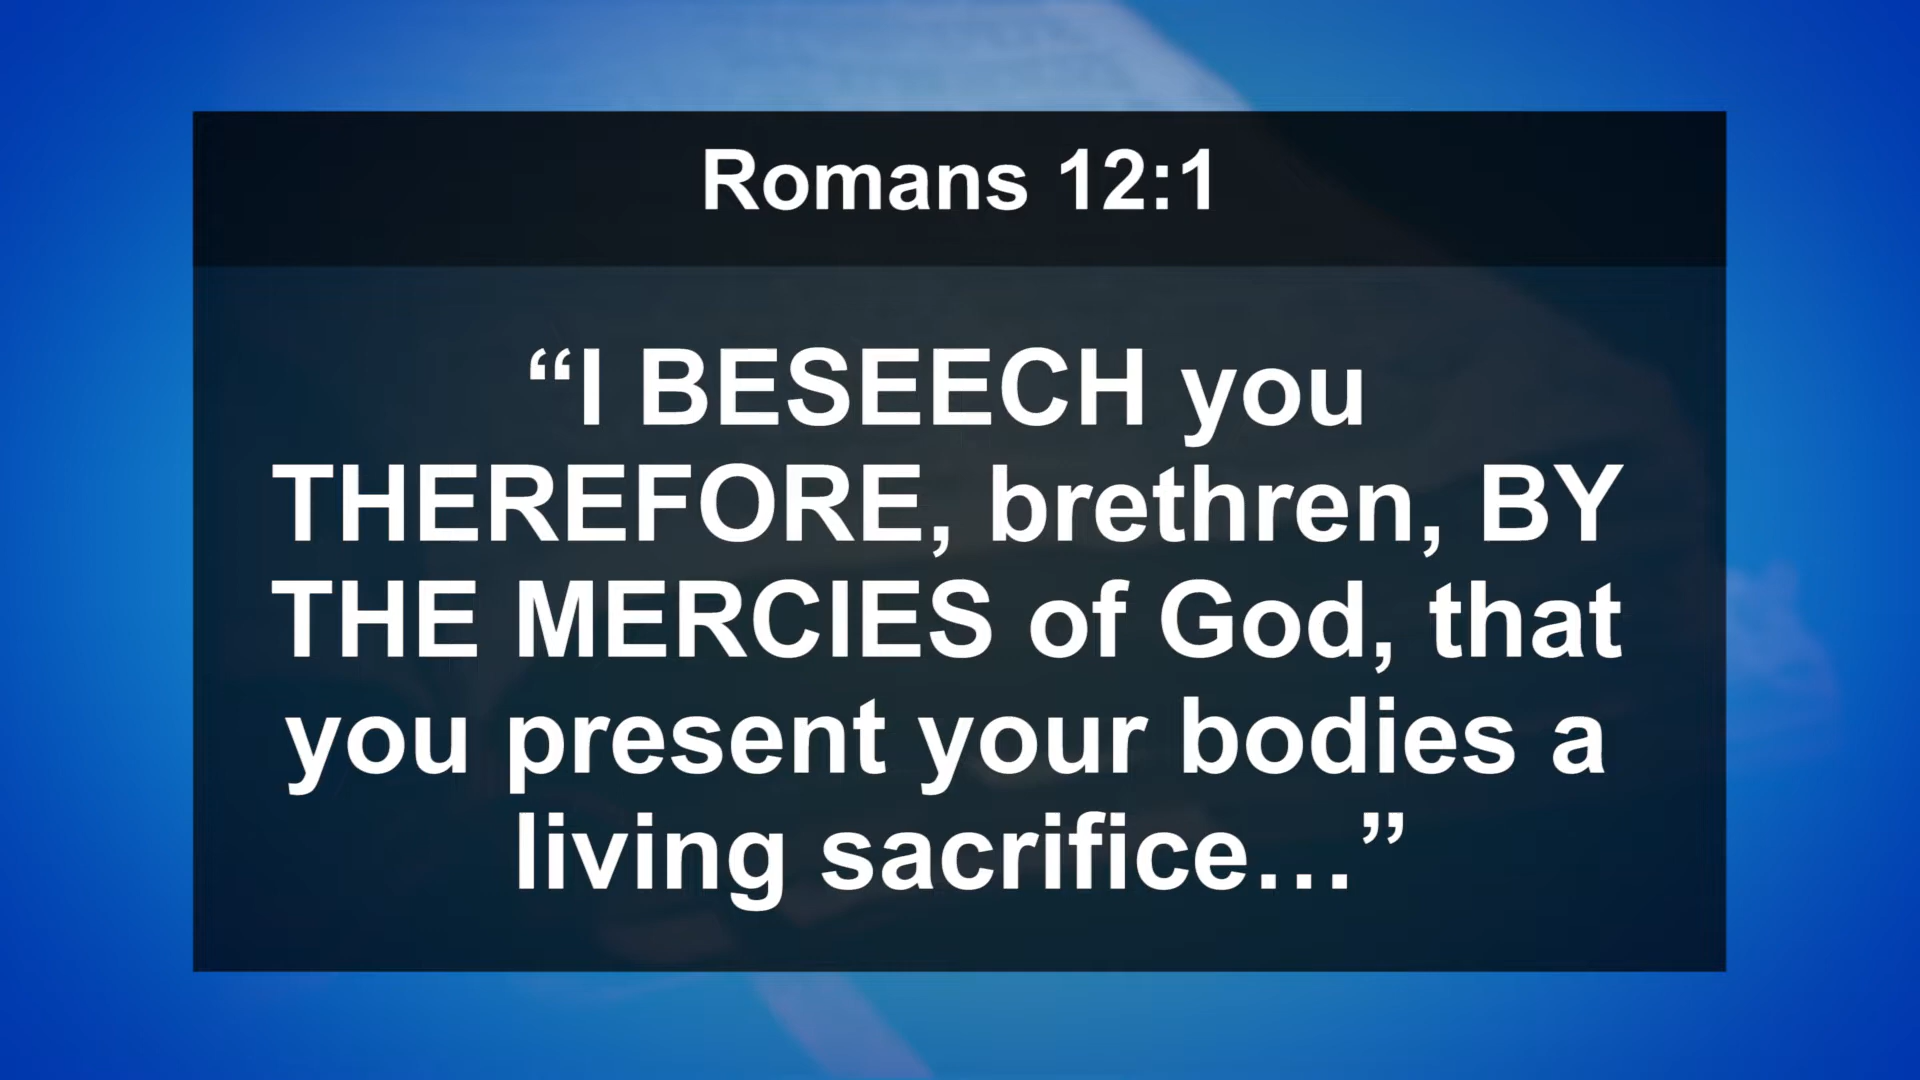 Romans 12:1
“I BESEECH you
THEREFORE, brethren, BY
THE MERCIES of God, that
you present your bodies a
living sacrifice…”